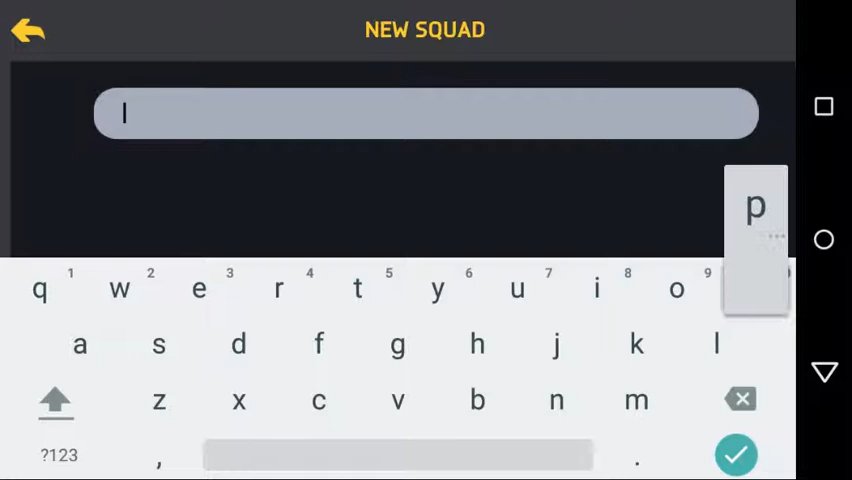 NEW SQUAD
p
1 2 3 4 5 6 7 8 9
q w e r t y u i o
a s d f g h j k l
z x c v b n m
?123 , .